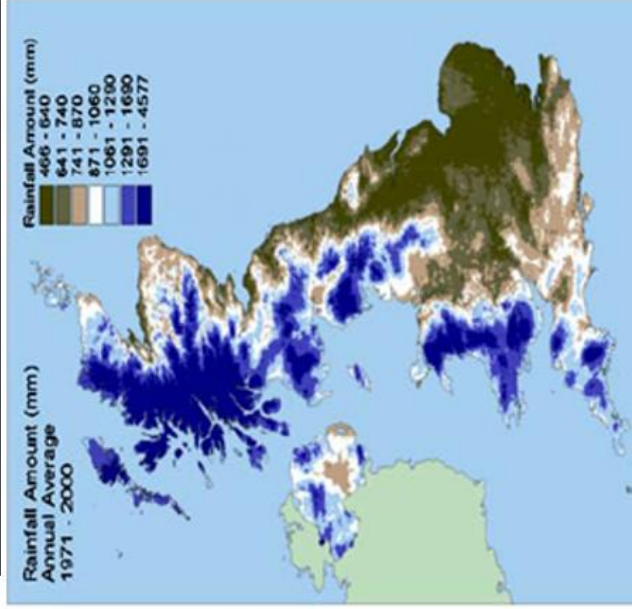 Rainfall Amount (mm)
Annual Average
1971 - 2000
Rainfall Amount (mm)
466 - 640
641 - 740
741 - 870
871 - 1060
1061 - 1290
1291 - 1690
1691 - 4577